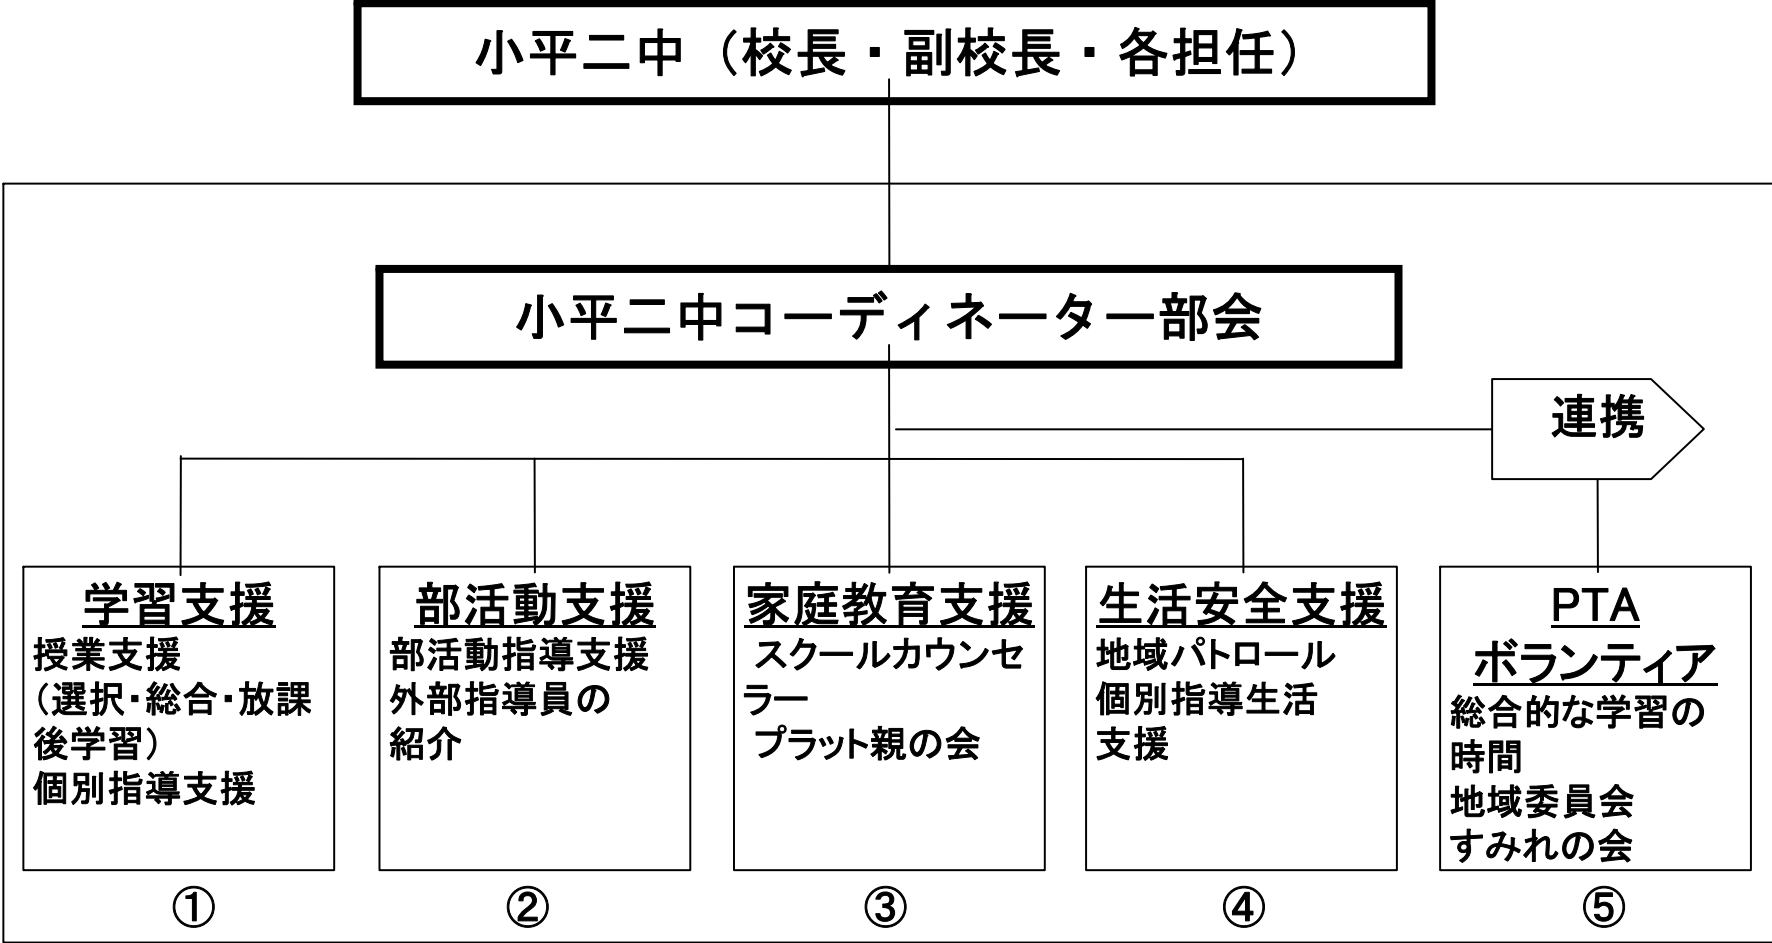 小平二中（校長・副校長・各担任）
小平二中コーディネーター部会
連携
学習支援
授業支援
（選択・総合・放課
後学習）
個別指導支援
①
部活動支援
部活動指導支援
外部指導員の
紹介
②
家庭教育支援
スクールカウンセ
ラー
プラット親の会
③
生活安全支援
地域パトロール
個別指導生活
支援
④
PTA
ボランティア
総合的な学習の
時間
地域委員会
すみれの会
⑤